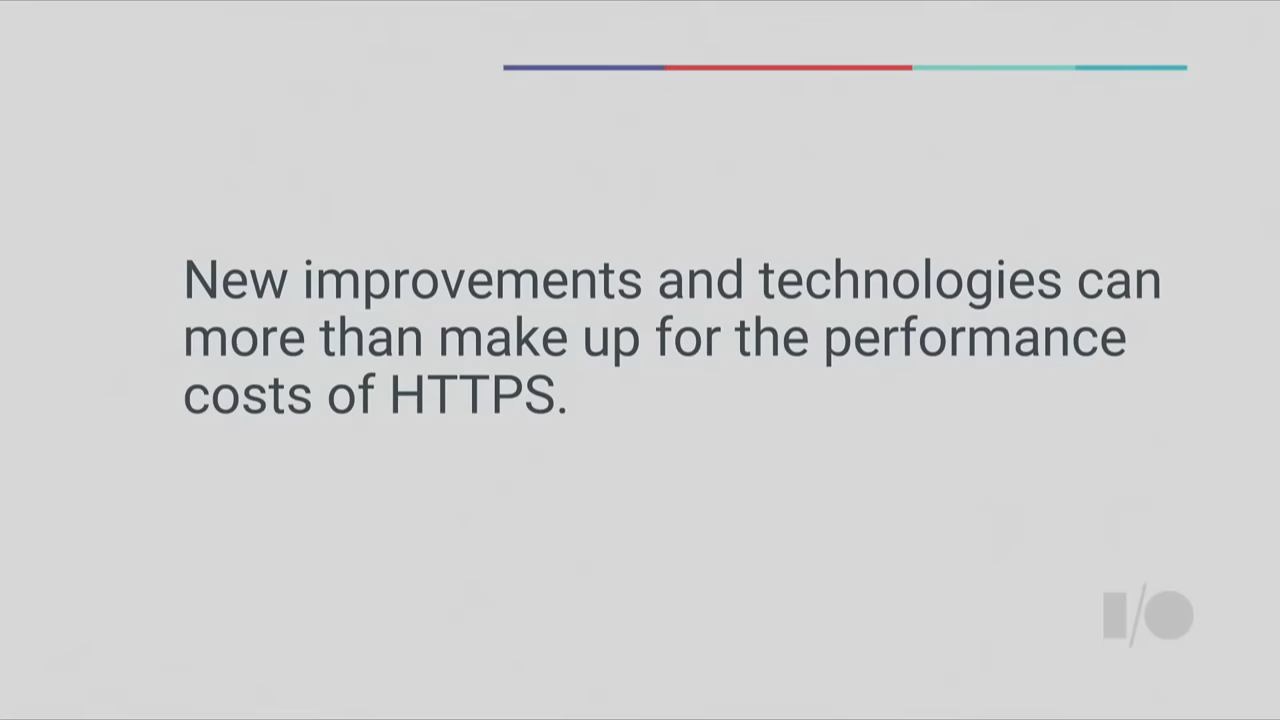 New improvements and technologies can
more than make up for the performance
costs of HTTPS.
I/O